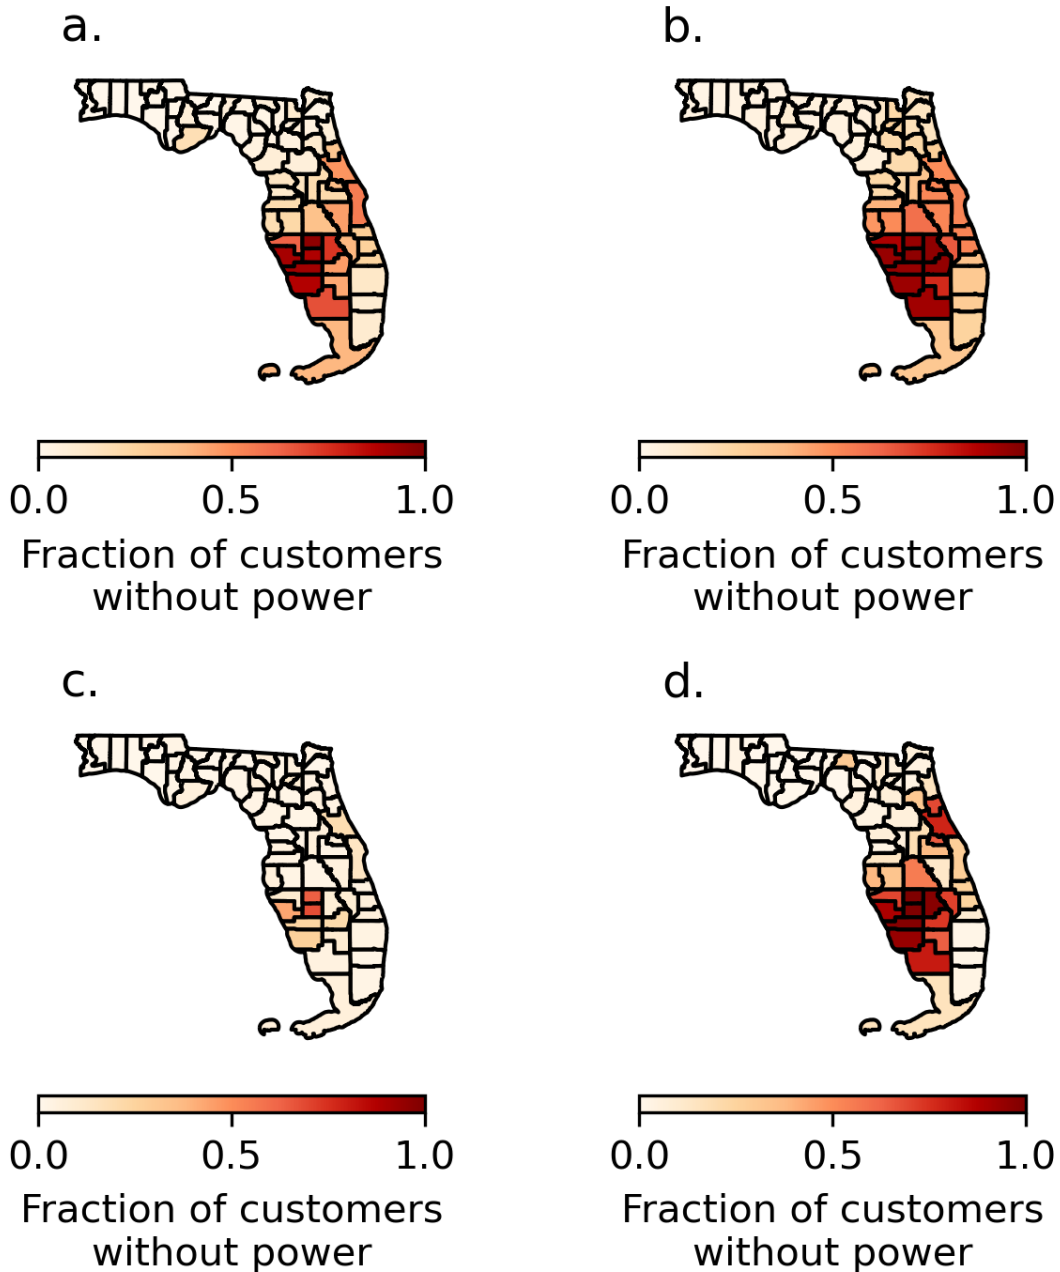 a.
b.
0.0 0.5 1.0
Fraction of customers
without power
0.0 0.5 1.0
Fraction of customers
without power
c.
d.
0.0 0.5 1.0
Fraction of customers
without power
0.0 0.5 1.0
Fraction of customers
without power